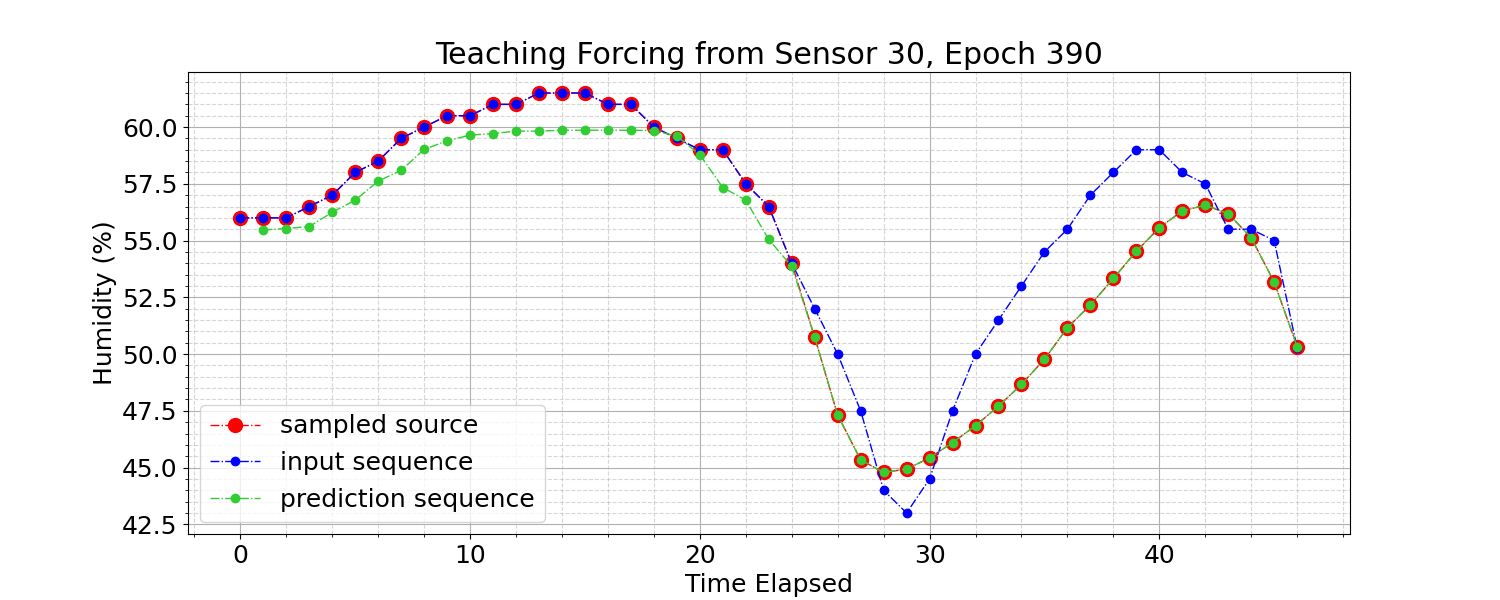 Teaching Forcing from Sensor 30, Epoch 390
Humidity (%)
60.0
57.5
55.0
52.5
50.0
47.5
45.0
42.5
sampled source
input sequence
prediction sequence
0 10 20 30 40
Time Elapsed